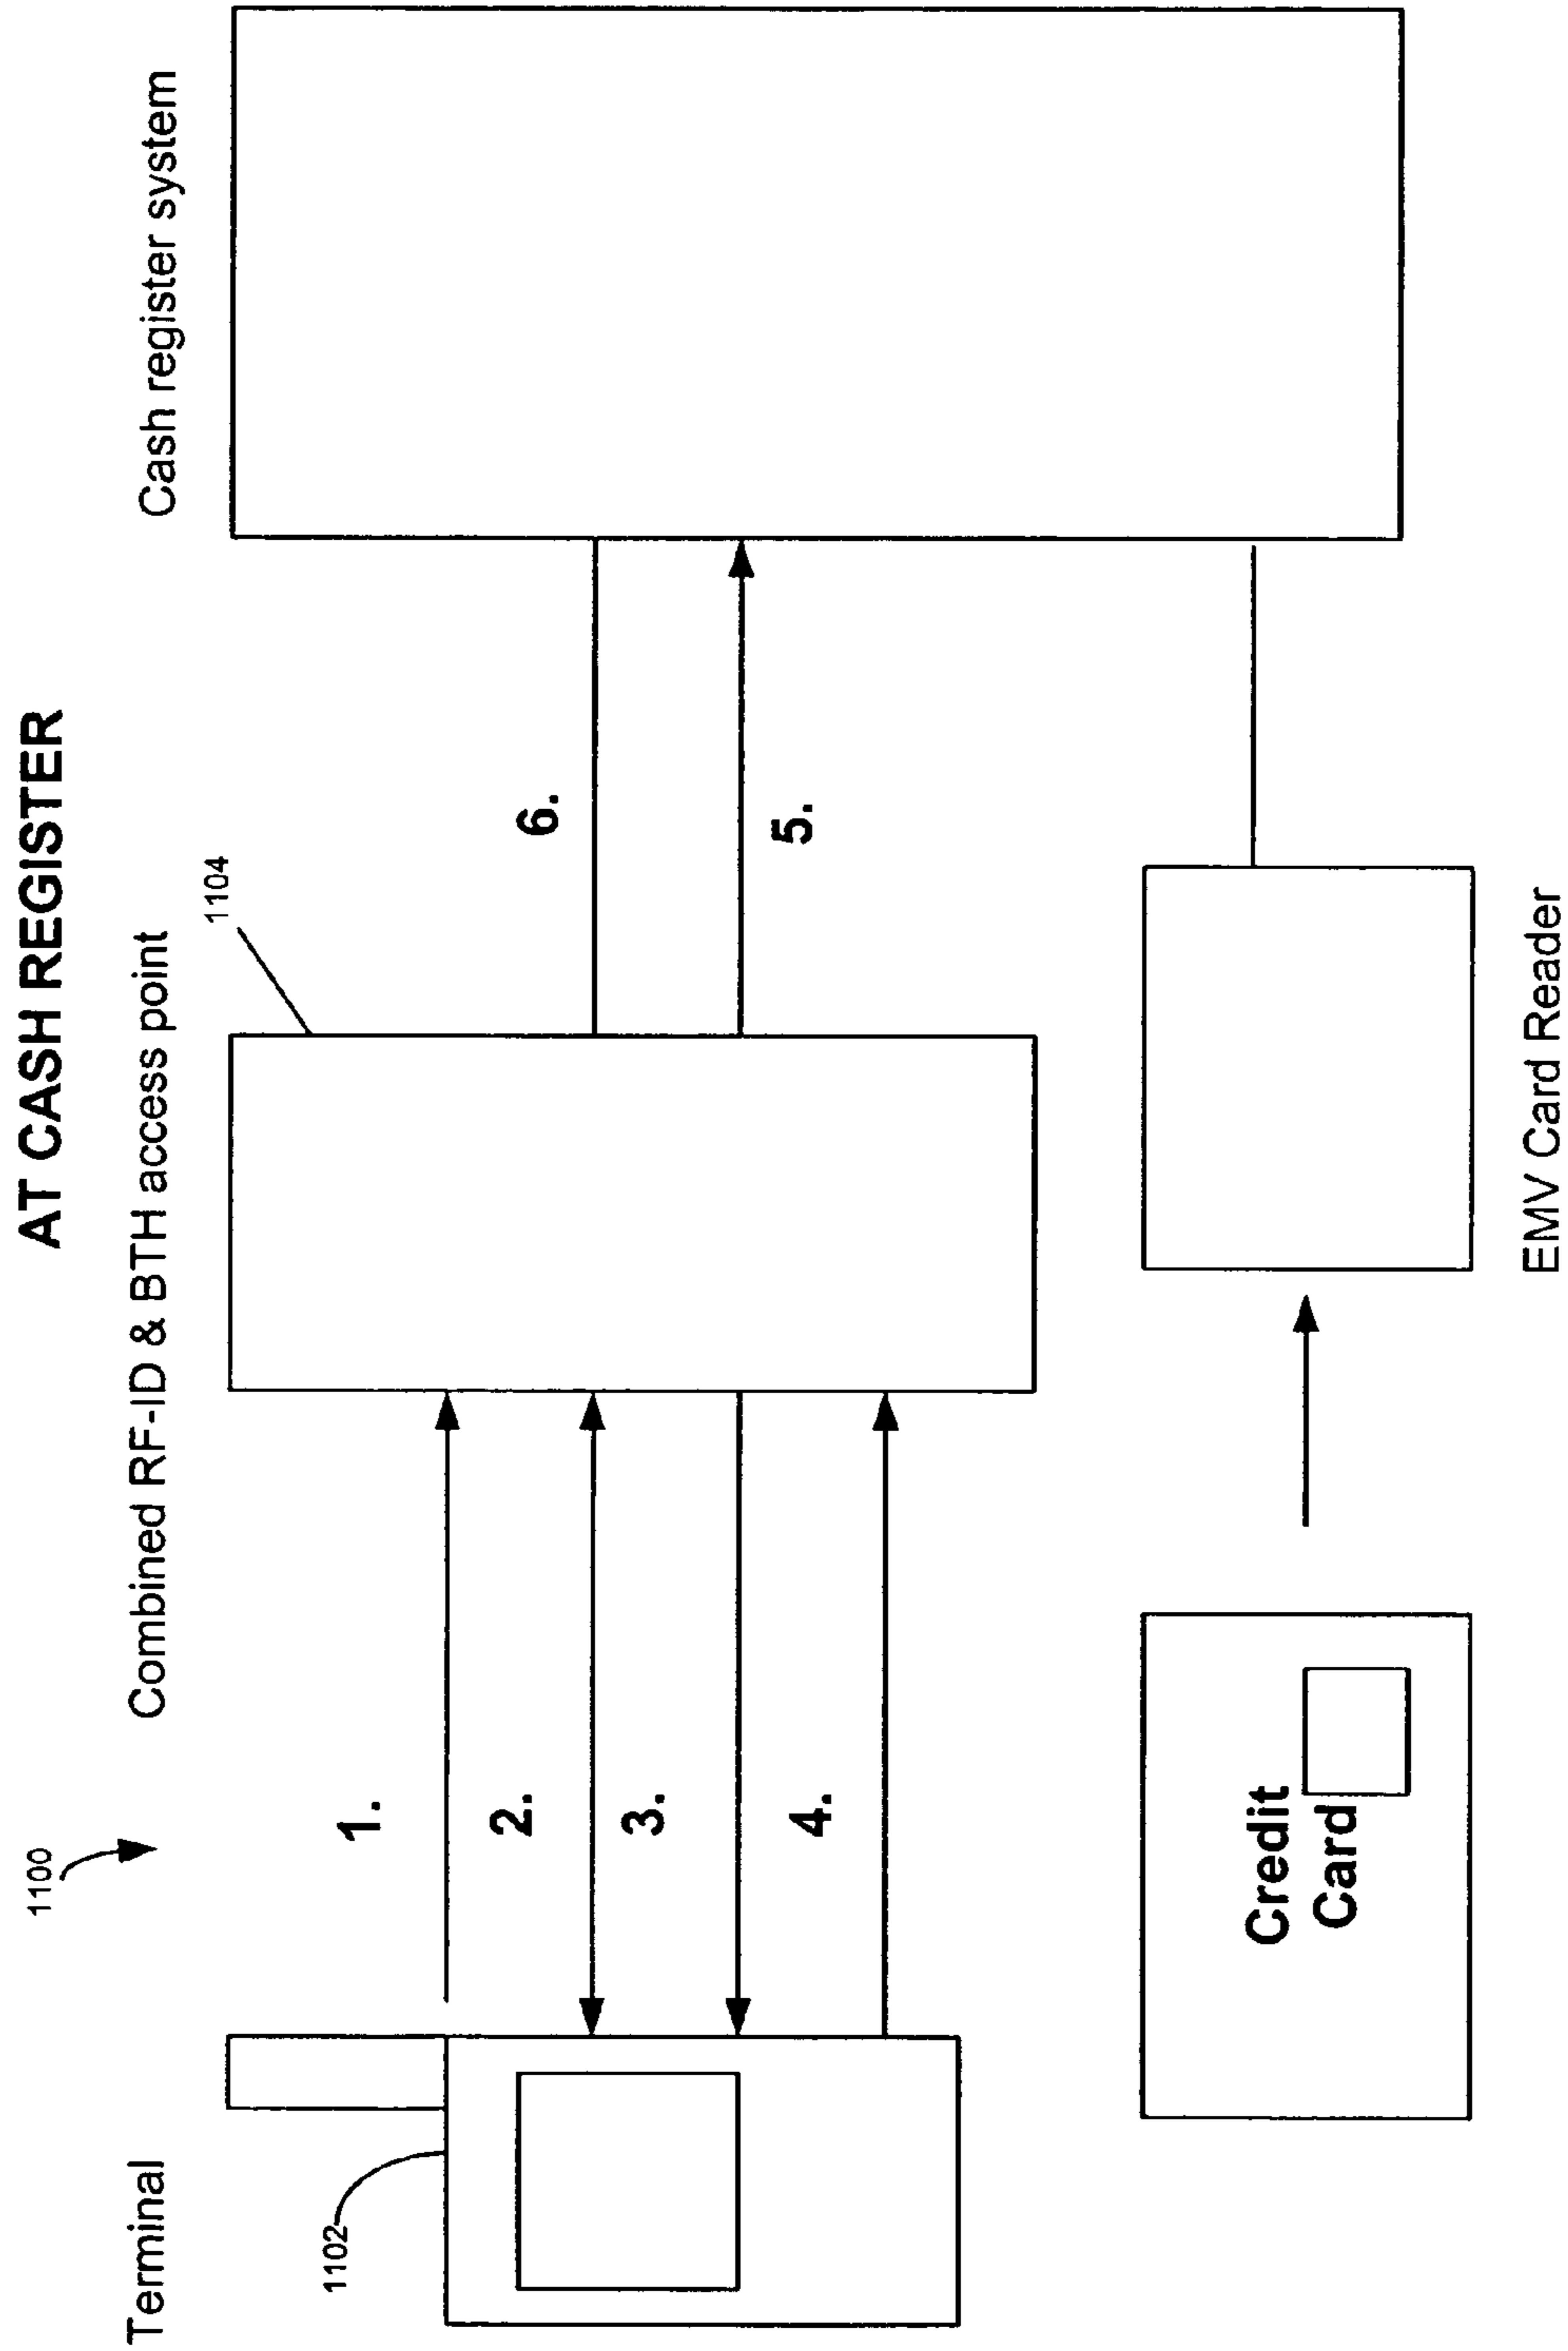 AT CASH REGISTER
1100
Terminal
Combined RF-ID & BTH access point
Cash register system
1104
1102
1.
2.
3.
4.
6.
5.
Credit
Card
EMV Card Reader